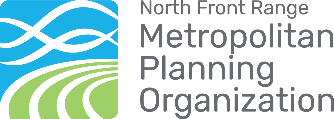 North Front Range
Metropolitan
Planning
Organization